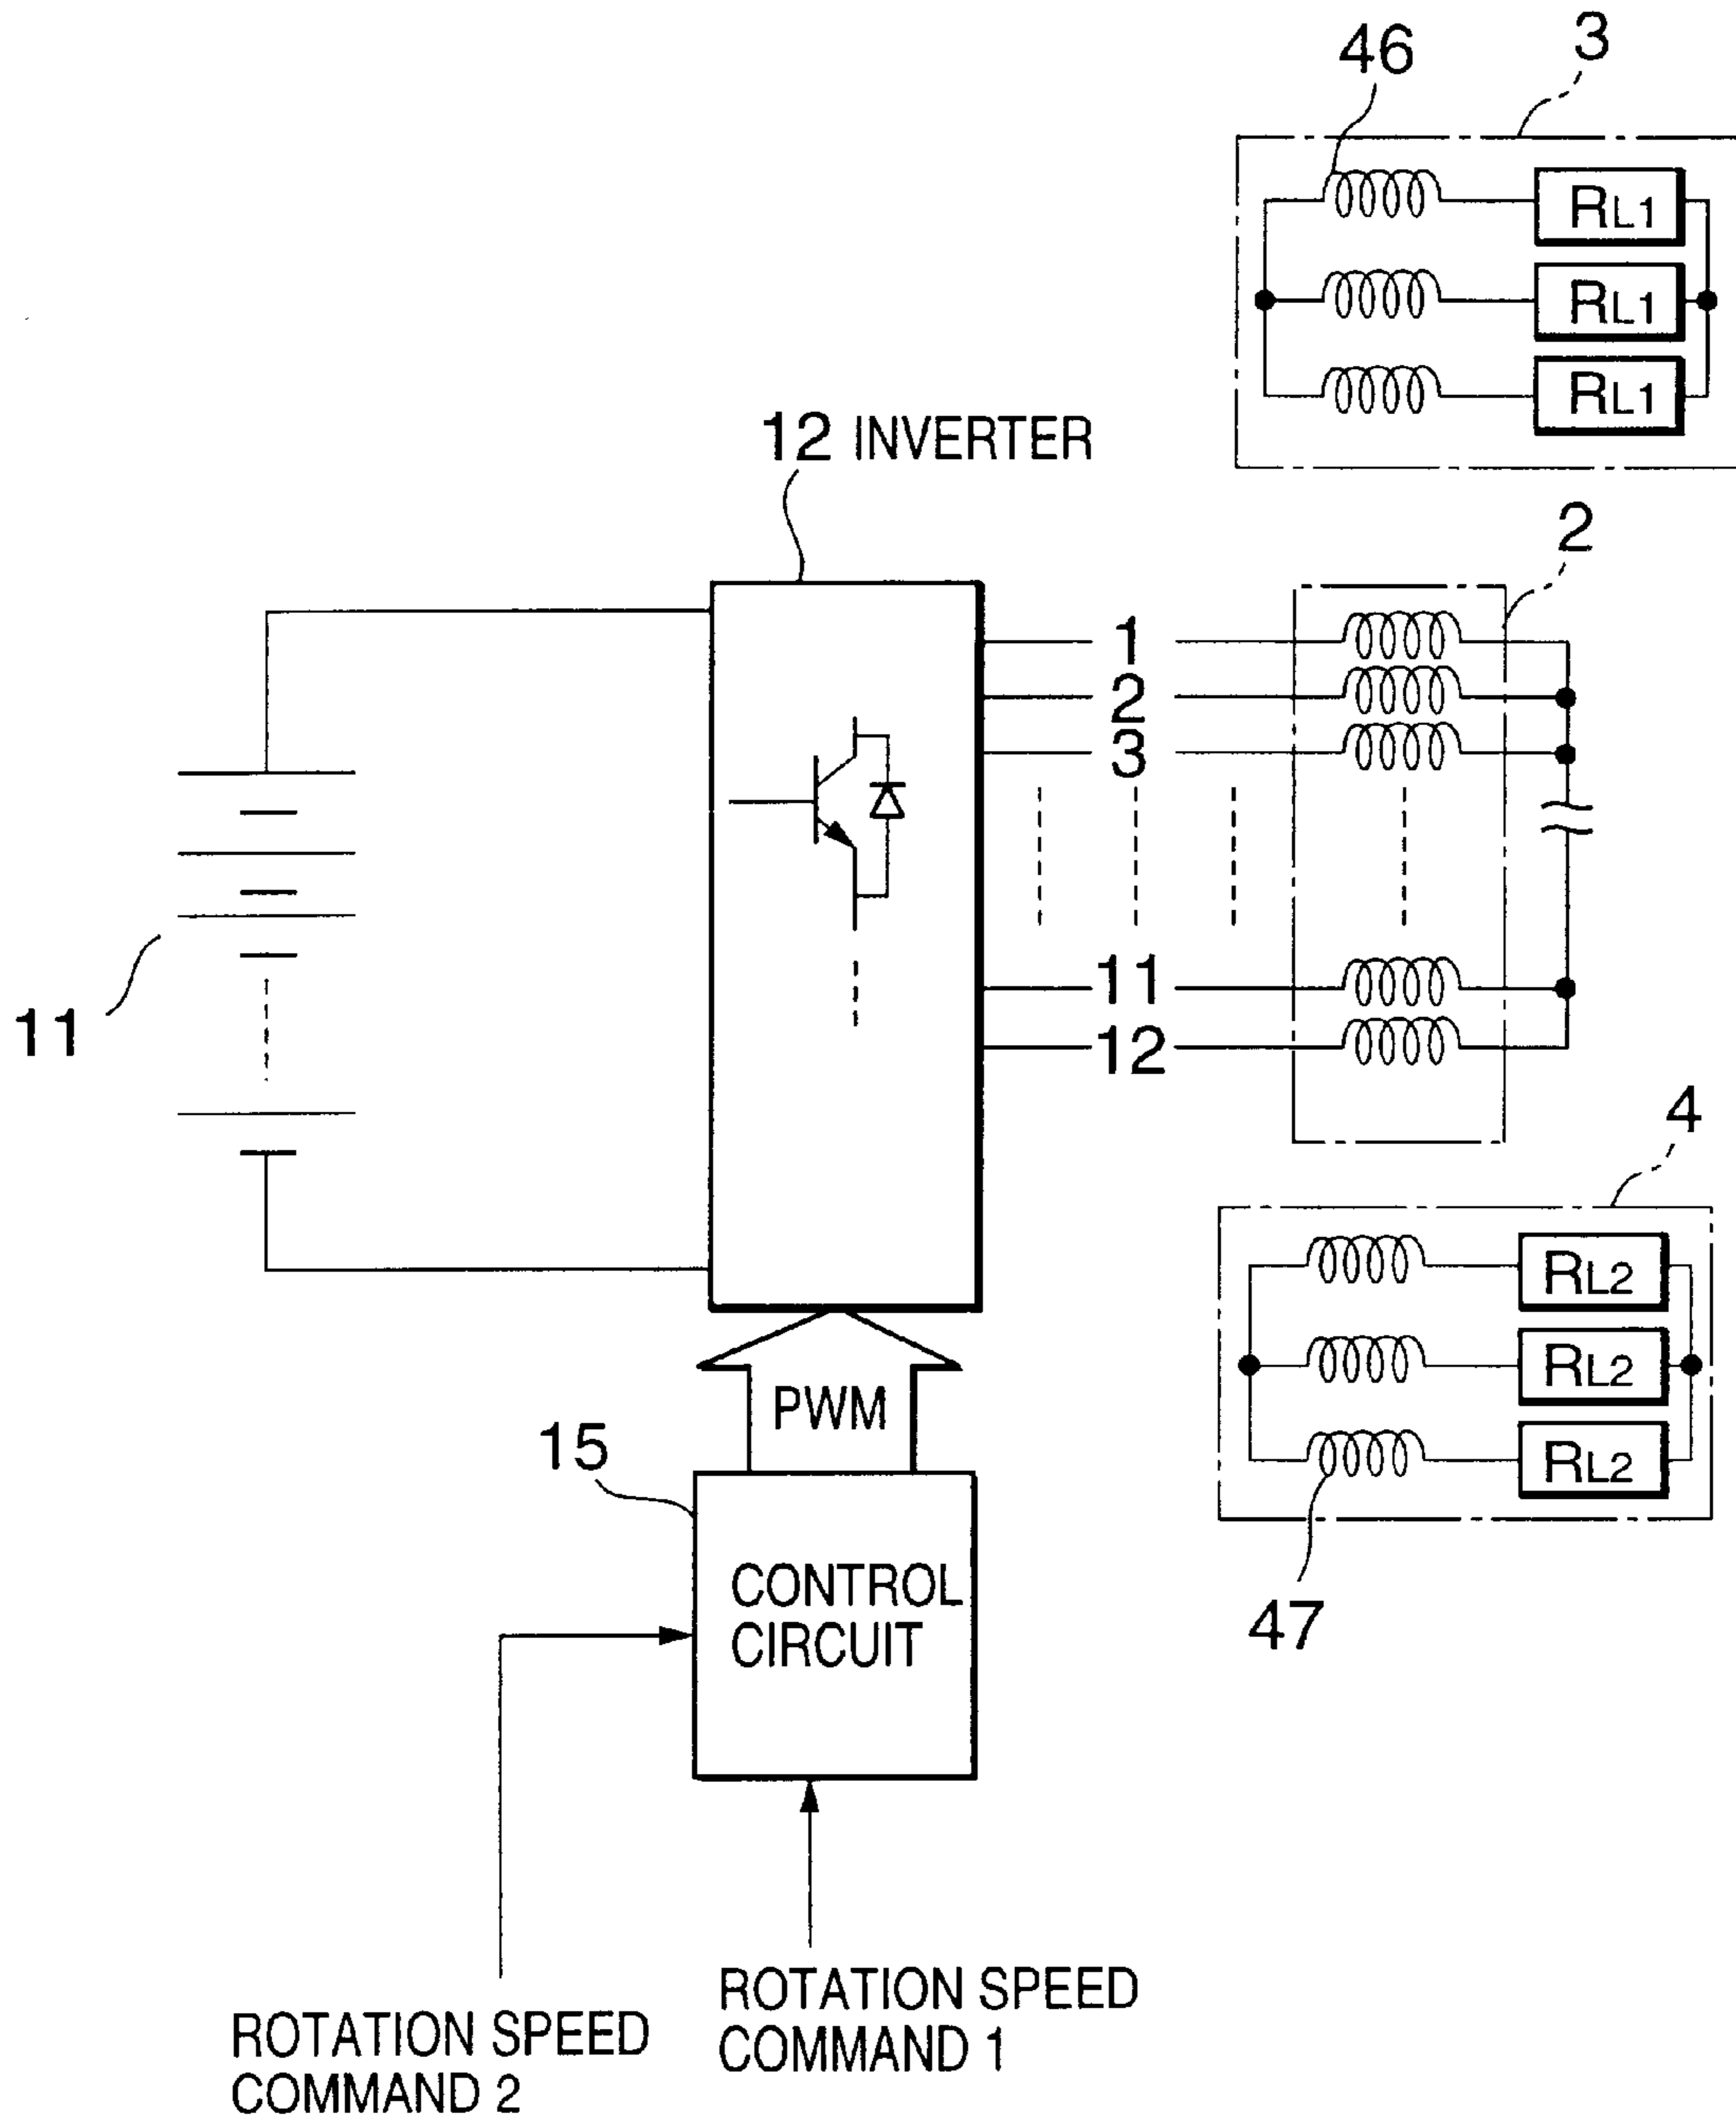 46
3
RL1
RL1
RL1
12 INVERTER
2
1
2
3
11
12
11
4
RL2
RL2
RL2
47
PWM
15
CONTROL
CIRCUIT
ROTATION SPEED
COMMAND 1
ROTATION SPEED
COMMAND 2